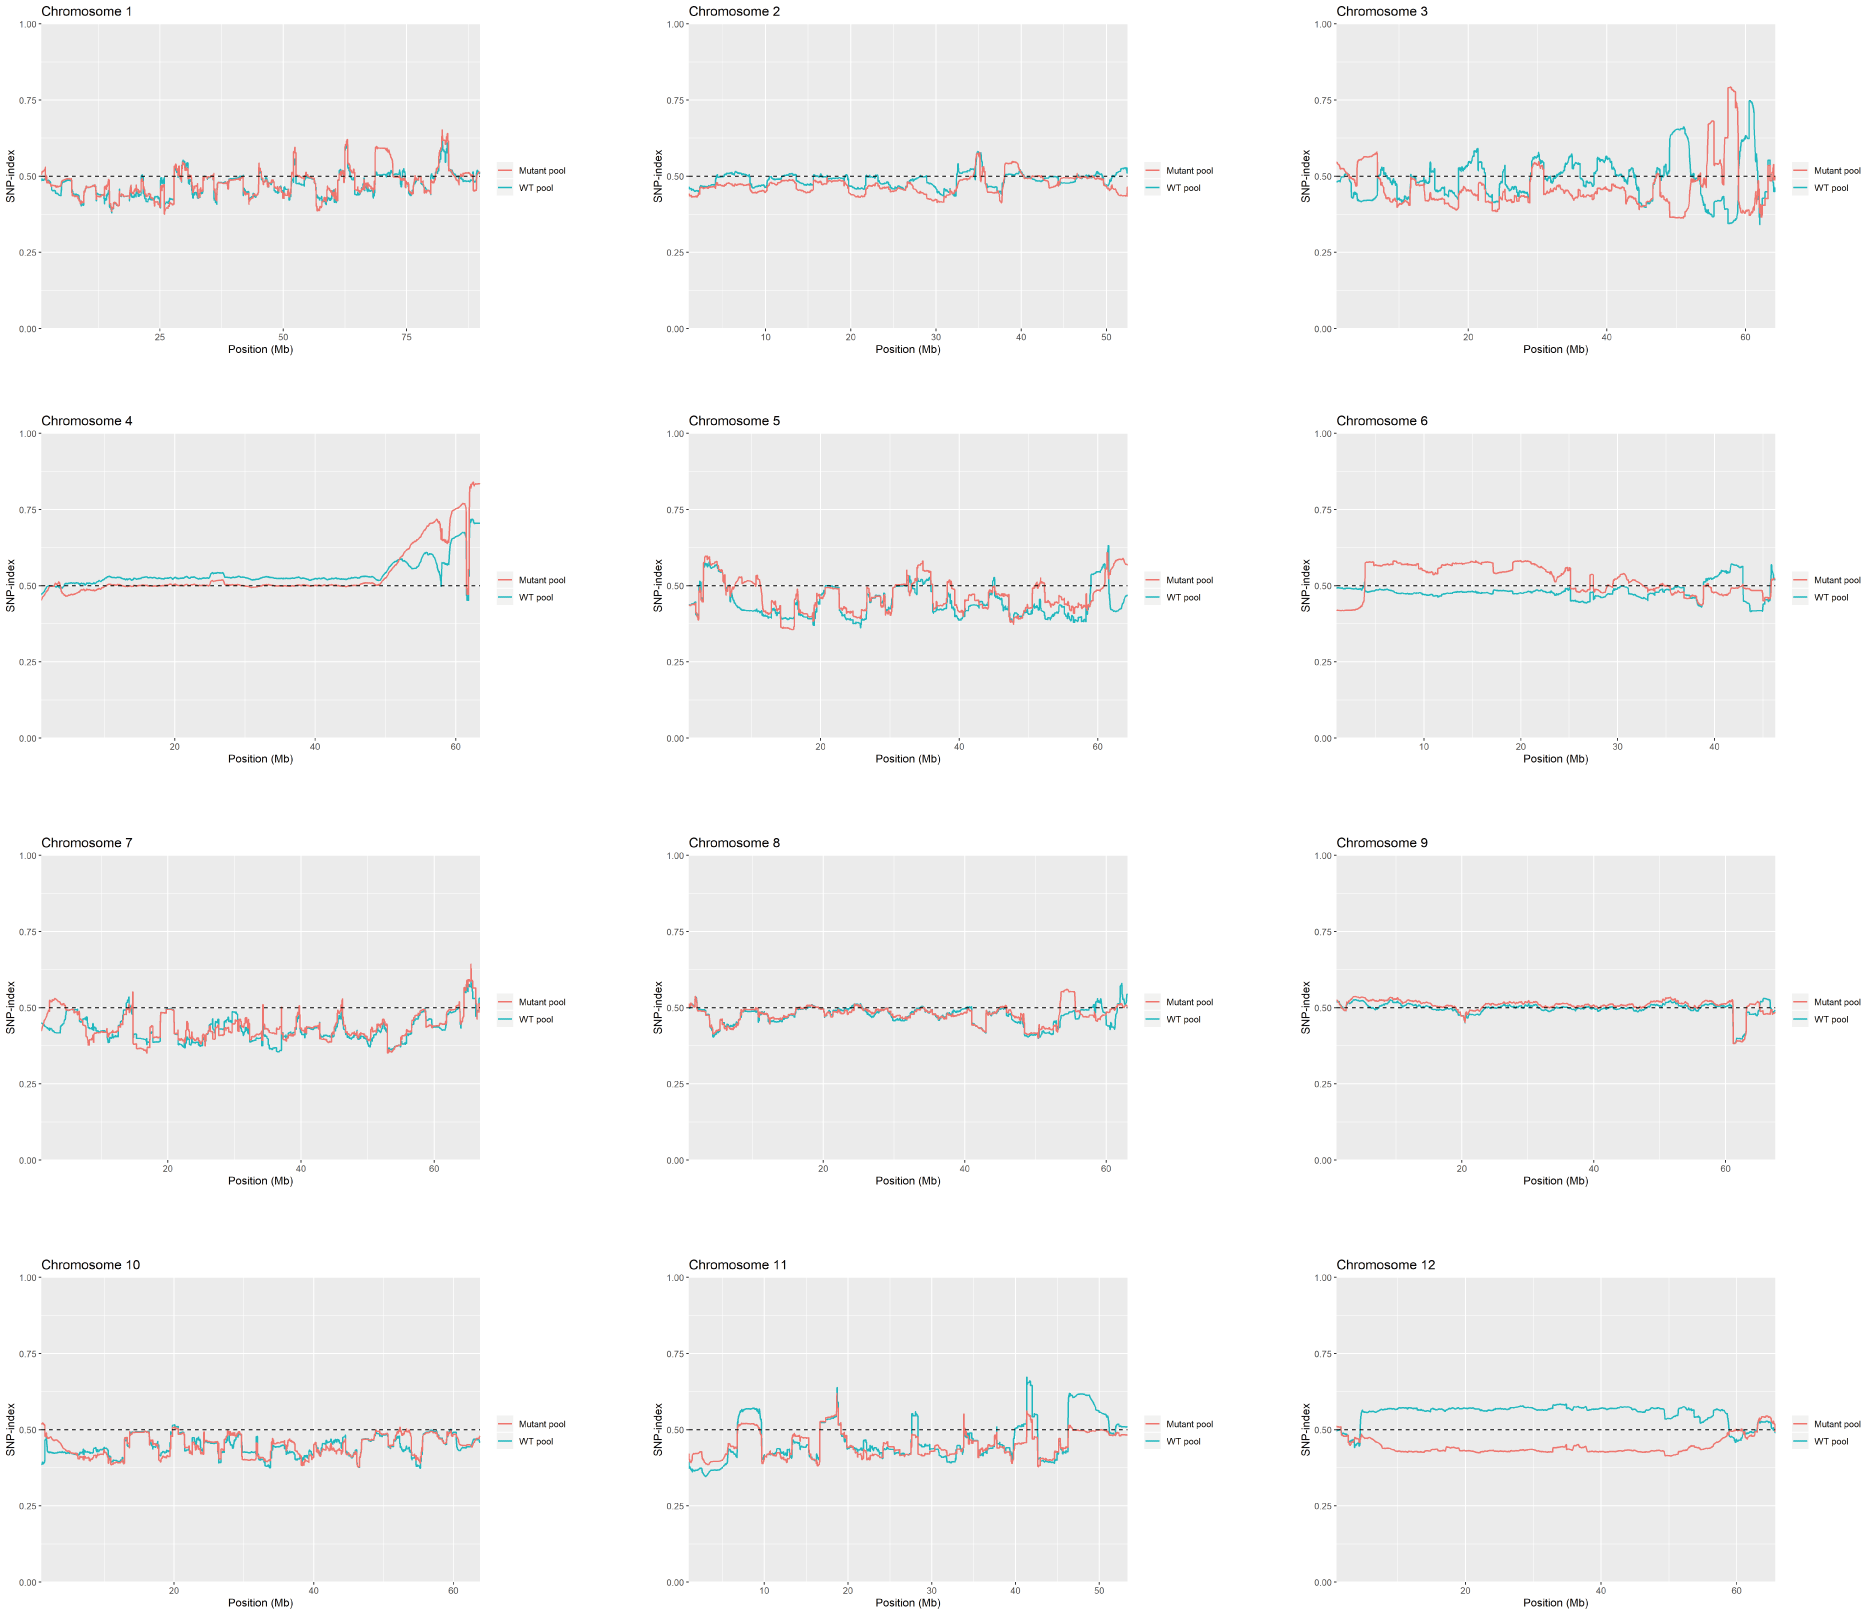 Chromosome 1
1.00
0.75
0.50
0.25
0.00
SNP-index
25
50
75
Position (Mb)
Mutant pool
WT pool
Chromosome 2
1.00
0.75
0.50
0.25
0.00
SNP-index
10
20
30
40
50
Position (Mb)
Mutant pool
WT pool
Chromosome 3
1.00
0.75
0.50
0.25
0.00
SNP-index
20
40
60
Position (Mb)
Mutant pool
WT pool
Chromosome 4
1.00
0.75
0.50
0.25
0.00
SNP-index
20
40
60
Position (Mb)
Mutant pool
WT pool
Chromosome 5
1.00
0.75
0.50
0.25
0.00
SNP-index
20
40
60
Position (Mb)
Mutant pool
WT pool
Chromosome 6
1.00
0.75
0.50
0.25
0.00
SNP-index
10
20
30
40
Position (Mb)
Mutant pool
WT pool
Chromosome 7
1.00
0.75
0.50
0.25
0.00
SNP-index
20
40
60
Position (Mb)
Mutant pool
WT pool
Chromosome 8
1.00
0.75
0.50
0.25
0.00
SNP-index
20
40
60
Position (Mb)
Mutant pool
WT pool
Chromosome 9
1.00
0.75
0.50
0.25
0.00
SNP-index
20
40
60
Position (Mb)
Mutant pool
WT pool
Chromosome 10
1.00
0.75
0.50
0.25
0.00
SNP-index
20
40
60
Position (Mb)
Mutant pool
WT pool
Chromosome 11
1.00
0.75
0.50
0.25
0.00
SNP-index
10
20
30
40
50
Position (Mb)
Mutant pool
WT pool
Chromosome 12
1.00
0.75
0.50
0.25
0.00
SNP-index
20
40
60
Position (Mb)
Mutant pool
WT pool